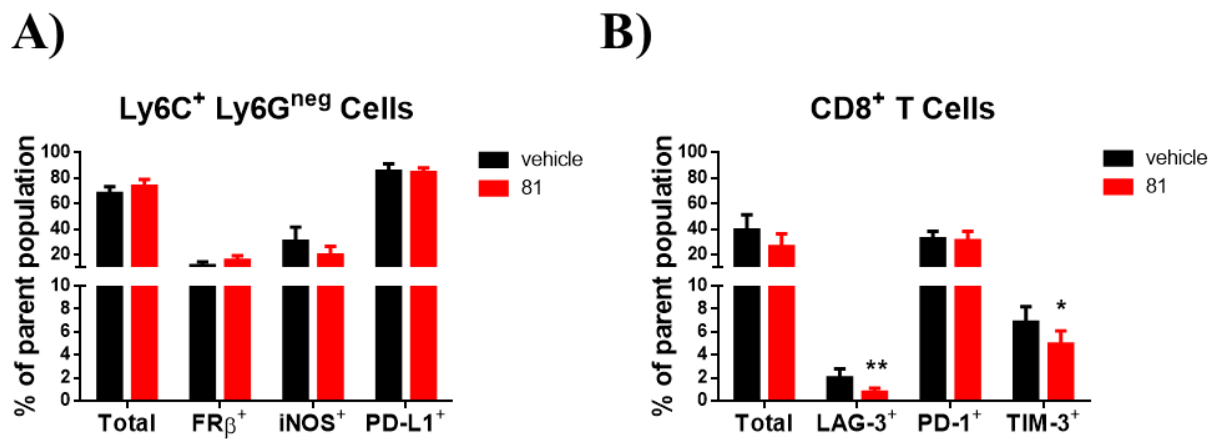 A)
Ly6C⁺ Ly6Gⁿᵉᵍ Cells
% of parent population
100
80
60
40
20
10
8
6
4
2
0
Total FRβ⁺ iNOS⁺ PD-L1⁺
vehicle
81
B)
CD8⁺ T Cells
% of parent population
100
80
60
40
20
10
8
6
4
2
0
**
*
Total LAG-3⁺ PD-1⁺ TIM-3⁺
vehicle
81